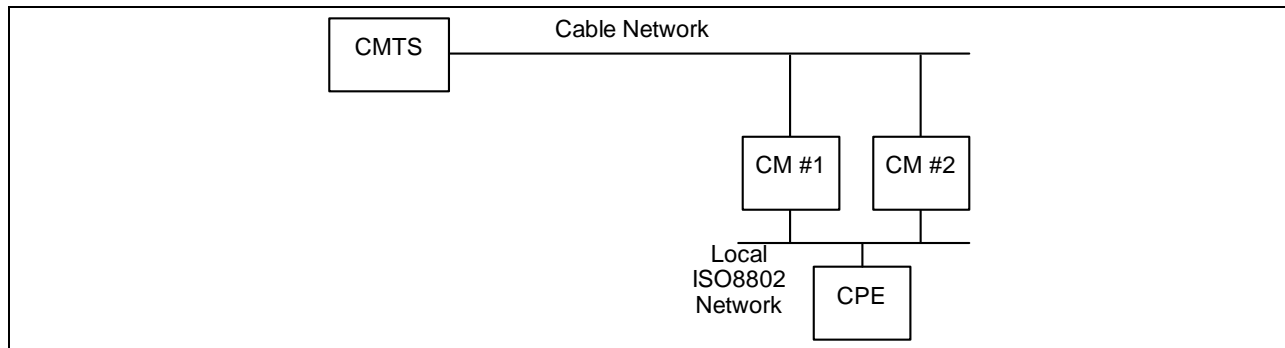 Cable Network
CMTS
CM #1
CM #2
Local
ISO8802
Network
CPE